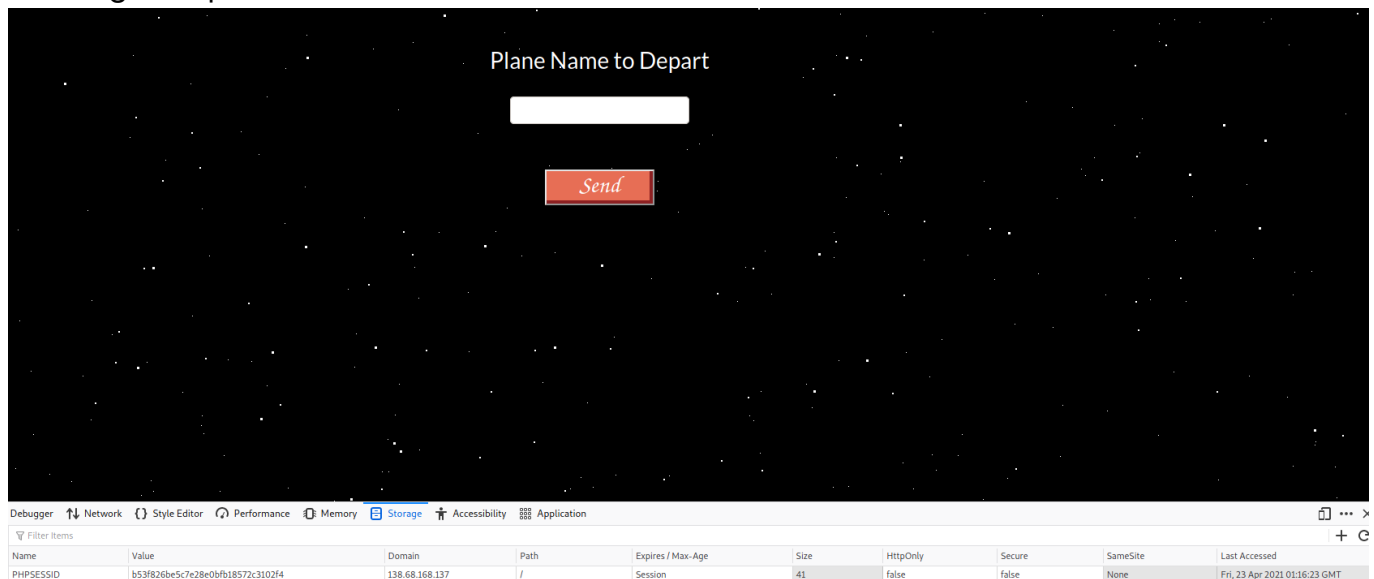 Plane Name to Depart
Send
Debugger Network {} Style Editor Performance Memory Storage Accessibility Application
Filter Items
Name Value Domain Path Expires / Max-Age Size HttpOnly Secure SameSite Last Accessed
PHPSESSID b53f826be5c7e28e0bfb18572c3102f4 138.68.168.137 / Session 41 false false None Fri, 23 Apr 2021 01:16:23 GMT